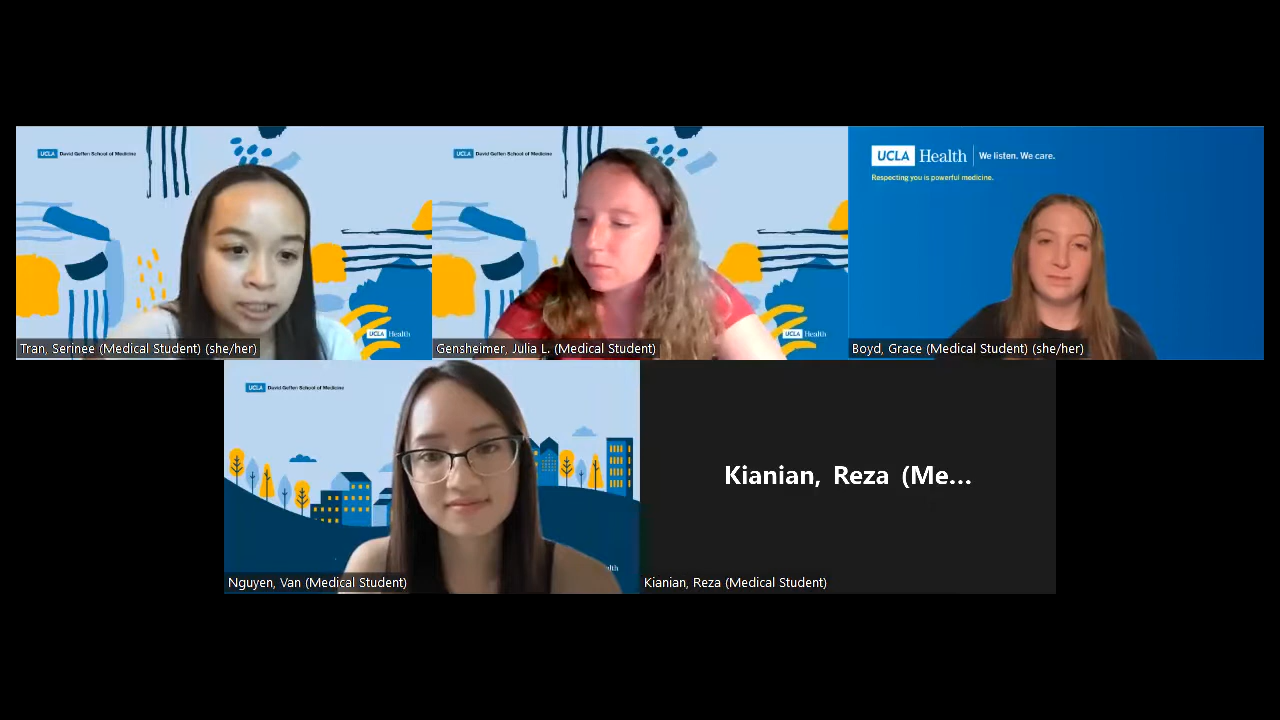 UCLA David Geffen School of Medicine
UCLA Health
Tran, Serinee (Medical Student) (she/her)
UCLA David Geffen School of Medicine
UCLA Health
Gensheimer, Julia L. (Medical Student)
UCLA Health We listen. We care.
Respecting you is powerful medicine.
Boyd, Grace (Medical Student) (she/her)
UCLA David Geffen School of Medicine
lth
Nguyen, Van (Medical Student)
Kianian, Reza (Me...
Kianian, Reza (Medical Student)